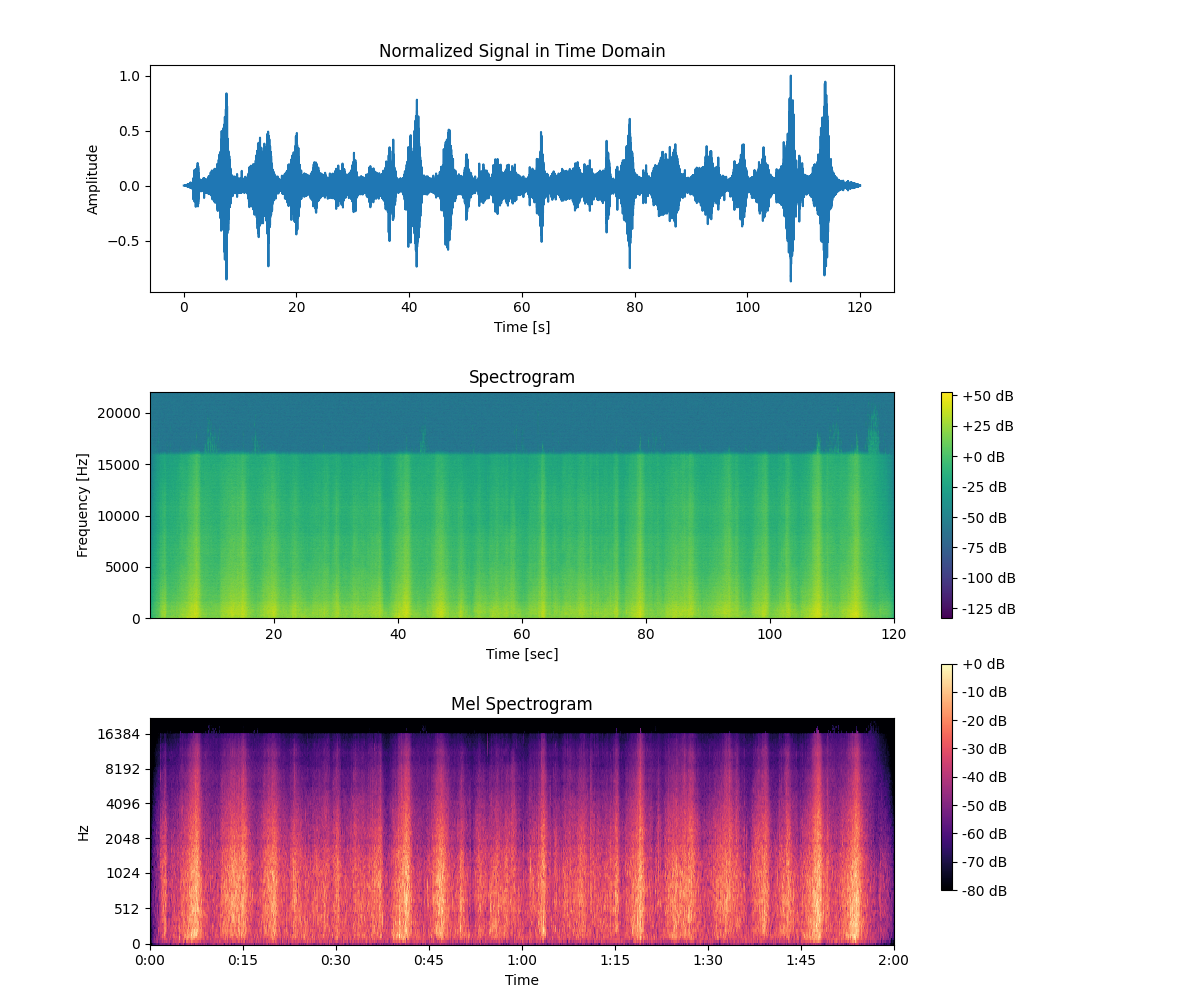 Normalized Signal in Time Domain
1.0
0.5
0.0
−0.5
Amplitude
0 20 40 60 80 100 120
Time [s]
Spectrogram
20000
15000
10000
5000
0
Frequency [Hz]
20 40 60 80 100 120
Time [sec]
+50 dB
+25 dB
+0 dB
-25 dB
-50 dB
-75 dB
-100 dB
-125 dB
Mel Spectrogram
16384
8192
4096
2048
1024
512
0
Hz
0:00 0:15 0:30 0:45 1:00 1:15 1:30 1:45 2:00
Time
+0 dB
-10 dB
-20 dB
-30 dB
-40 dB
-50 dB
-60 dB
-70 dB
-80 dB